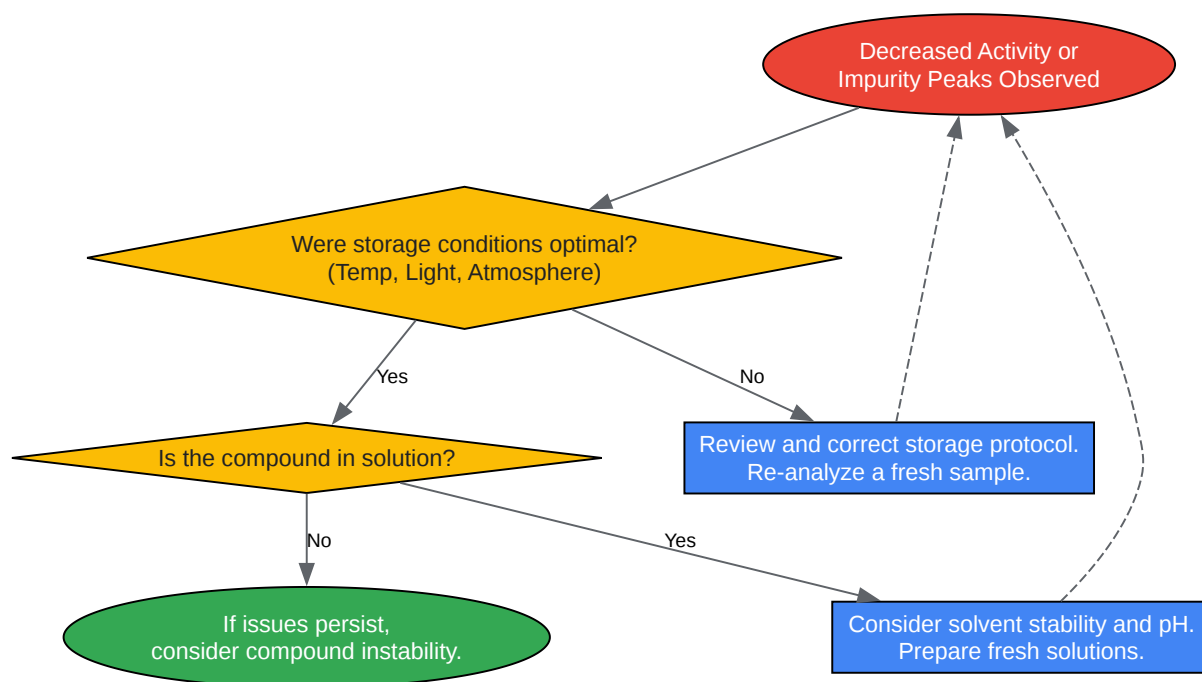 Decreased Activity or
Impurity Peaks Observed
Were storage conditions optimal?
(Temp, Light, Atmosphere)
Yes
No
Review and correct storage protocol.
Re-analyze a fresh sample.
Is the compound in solution?
No
Yes
If issues persist,
consider compound instability.
Consider solvent stability and pH.
Prepare fresh solutions.